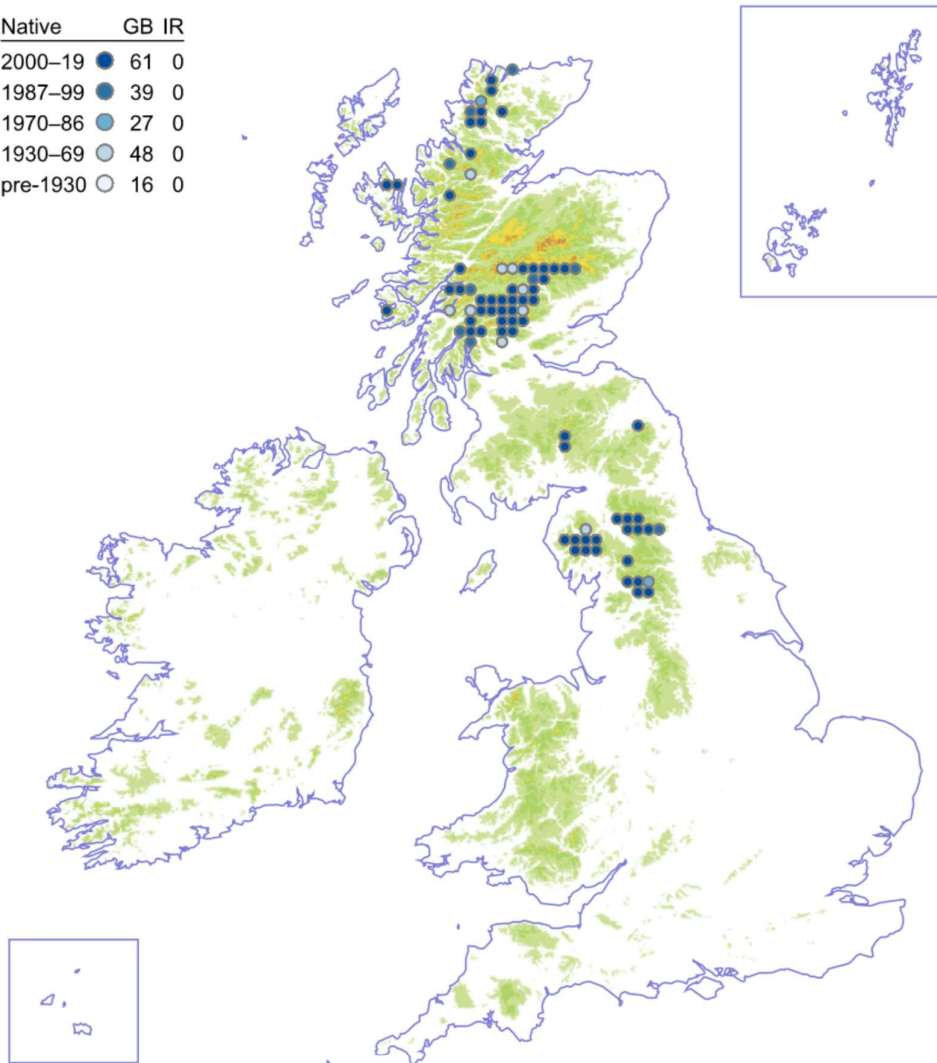 Native GB IR
2000–19 61 0
1987–99 39 0
1970–86 27 0
1930–69 48 0
pre-1930 16 0